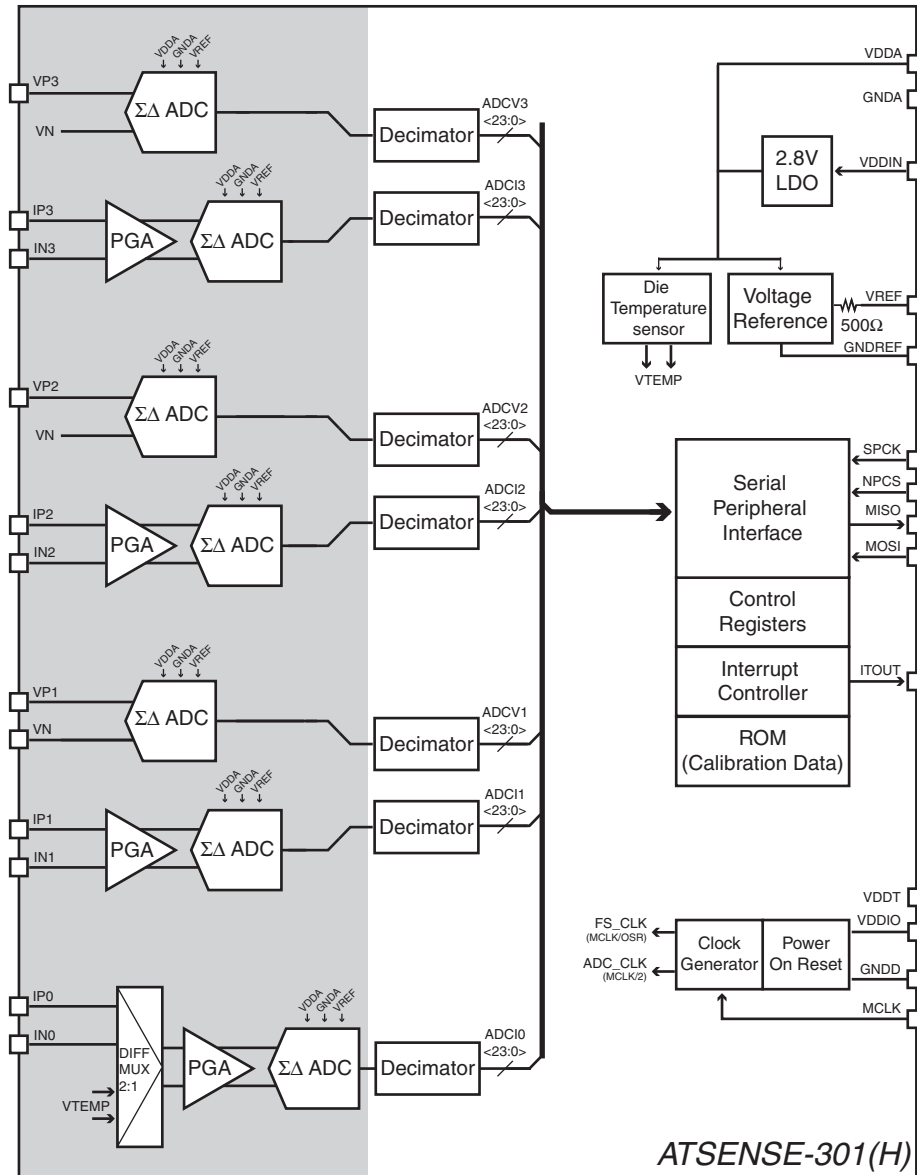 VDDA
GNDA
VREF
VP3
VN
ΣΔ ADC
Decimator
ADCV3
<23:0>
VDDA
GNDA
VREF
IP3
IN3
PGA
ΣΔ ADC
Decimator
ADCI3
<23:0>
VDDA
GNDA
VREF
VP2
VN
ΣΔ ADC
Decimator
ADCV2
<23:0>
VDDA
GNDA
VREF
IP2
IN2
PGA
ΣΔ ADC
Decimator
ADCI2
<23:0>
VDDA
GNDA
VREF
VP1
VN
ΣΔ ADC
Decimator
ADCV1
<23:0>
VDDA
GNDA
VREF
IP1
IN1
PGA
ΣΔ ADC
Decimator
ADCI1
<23:0>
VDDA
GNDA
VREF
IP0
IN0
DIFF
MUX
2:1
VTEMP
PGA
ΣΔ ADC
Decimator
ADCI0
<23:0>
VDDA
GNDA
2.8V
LDO
VDDIN
Die
Temperature
sensor
VTEMP
Voltage
Reference
500Ω
VREF
GNDREF
Serial
Peripheral
Interface
SPCK
NPCS
MISO
MOSI
Control
Registers
Interrupt
Controller
ITOUT
ROM
(Calibration Data)
VDDT
VDDIO
FS_CLK
(MCLK/OSR)
ADC_CLK
(MCLK/2)
Clock
Generator
Power
On Reset
GNDD
MCLK
ATSENSE-301(H)